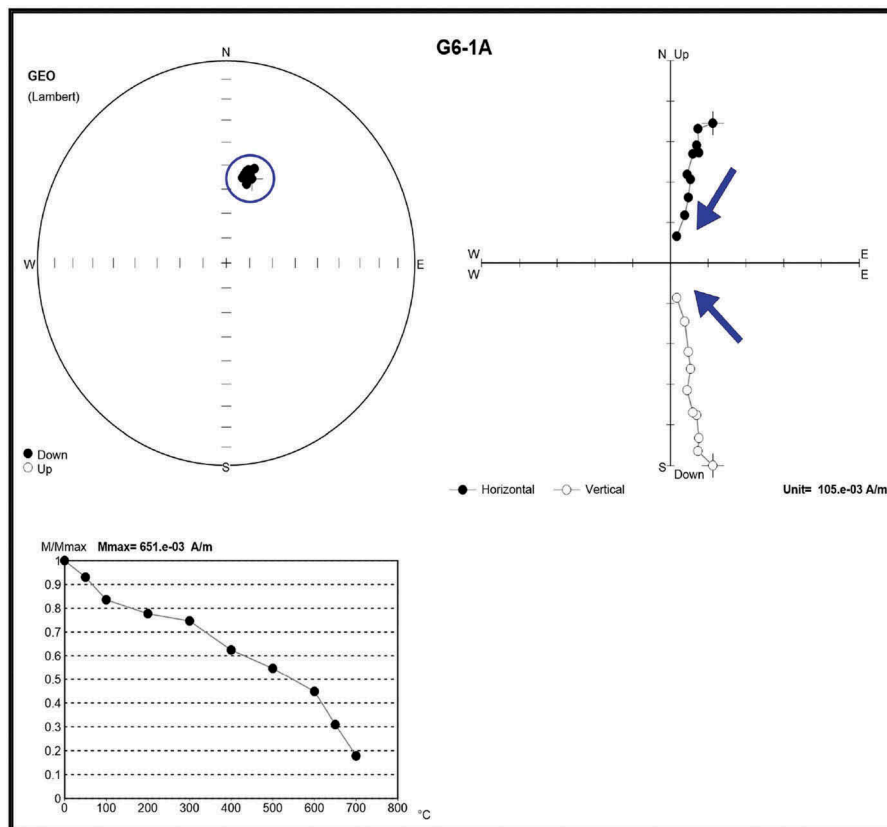 G6-1A
GEO
(Lambert)
N
W
E
S
Down
Up
N Up
W
E
W
E
S
Down
Horizontal
Vertical
Unit= 105.e-03 A/m
M/Mmax Mmax= 651.e-03 A/m
1
0.9
0.8
0.7
0.6
0.5
0.4
0.3
0.2
0.1
0
0 100 200 300 400 500 600 700 800 °C